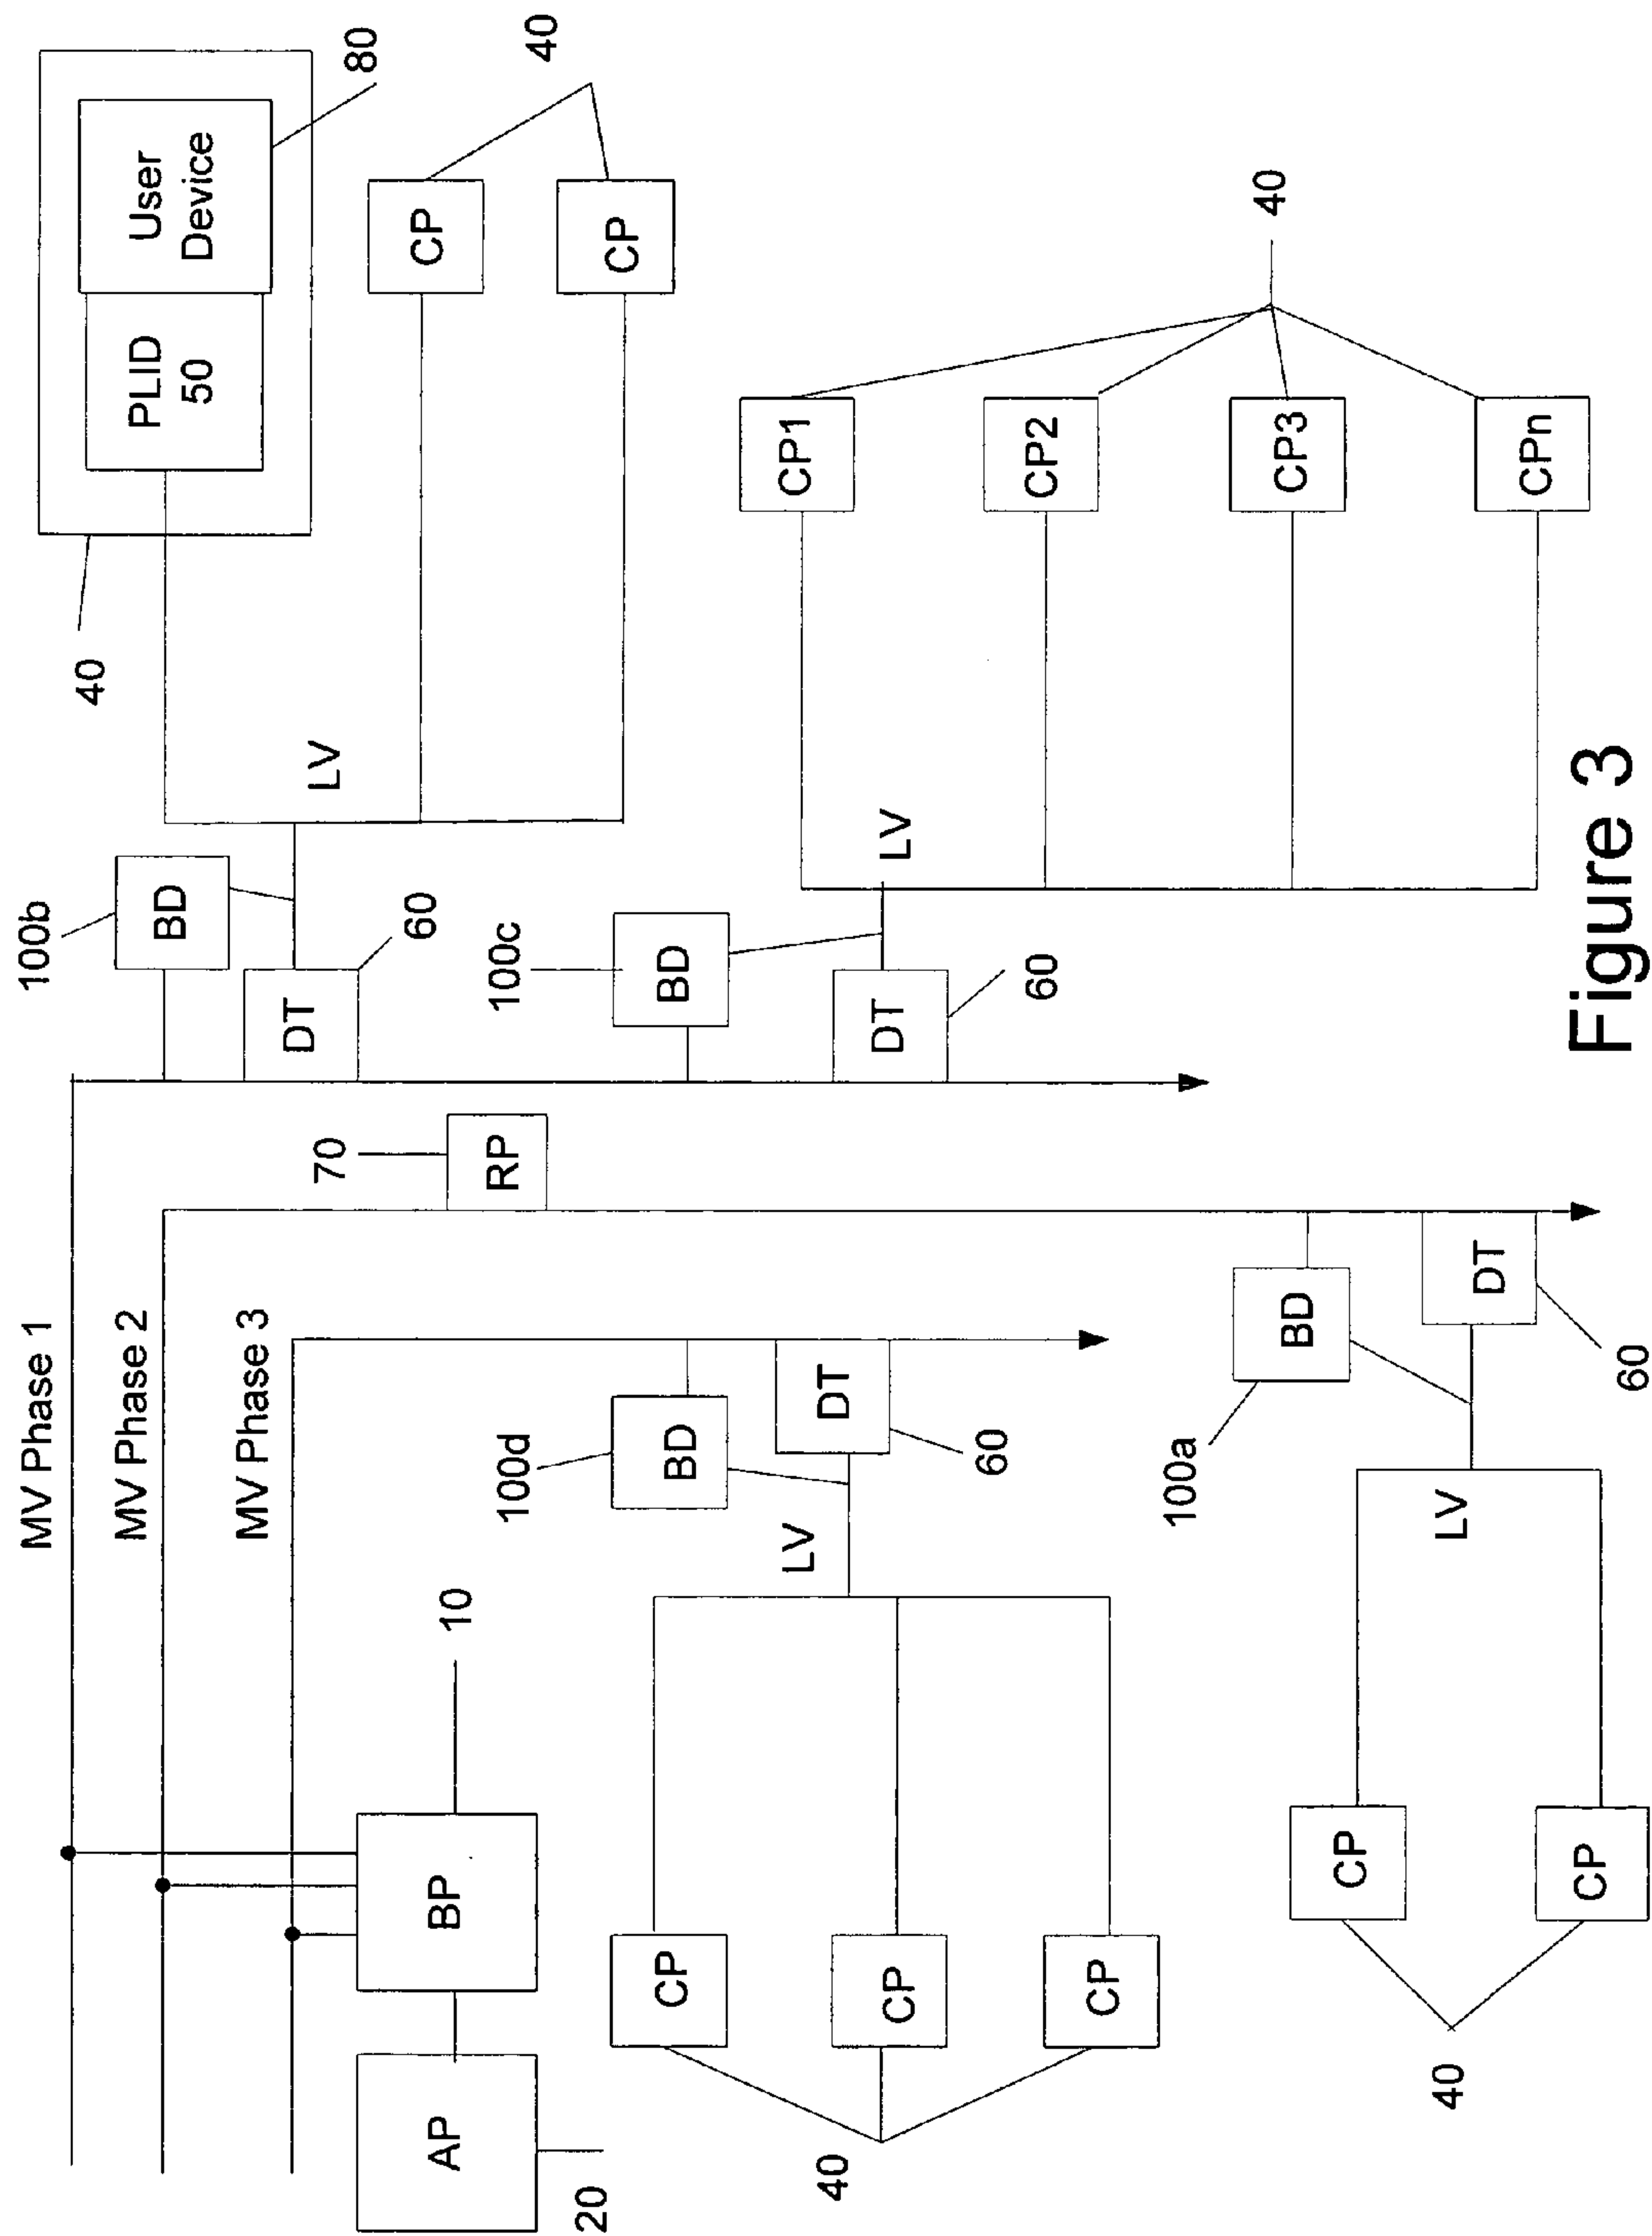 MV Phase 1
MV Phase 2
MV Phase 3
AP
20
BP
10
100b
BD
DT
60
LV
40
PLID
50
User
Device
80
CP
CP
40
70
RP
100c
BD
DT
60
LV
CP1
CP2
CP3
CPn
40
100d
BD
DT
60
LV
CP
CP
CP
40
100a
BD
DT
60
LV
CP
CP
40
Figure 3